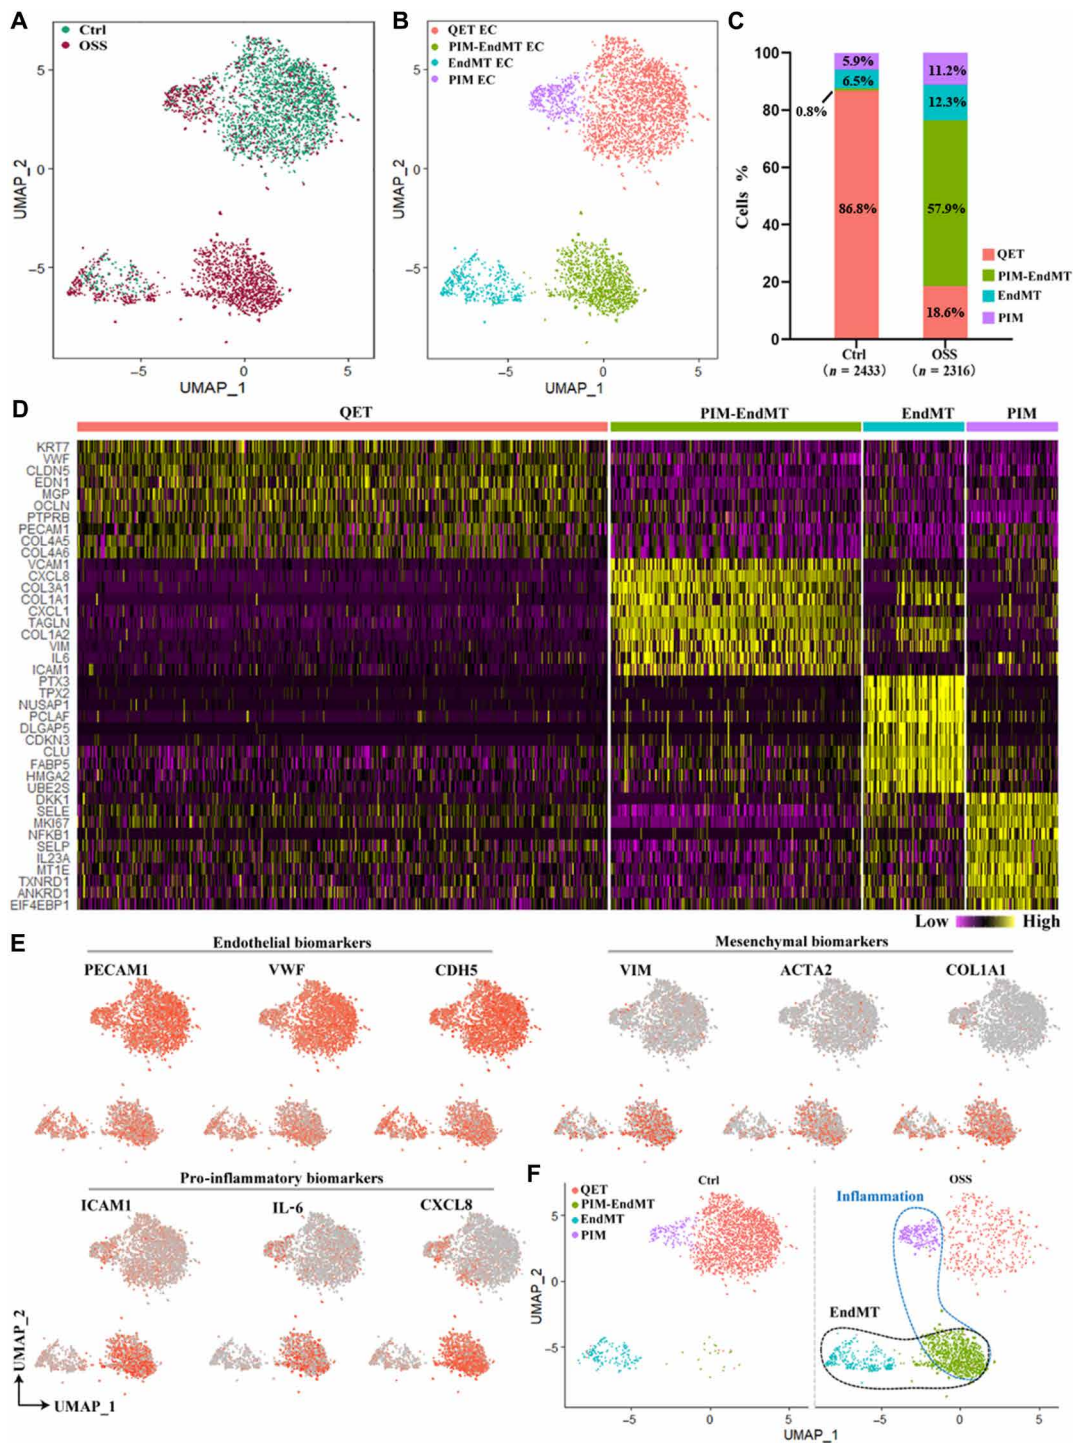 A
Ctrl
OSS
5
0
−5
UMAP_2
−5
0
5
UMAP_1
B
QET EC
PIM-EndMT EC
EndMT EC
PIM EC
5
0
−5
UMAP_2
−5
0
5
UMAP_1
C
100
80
60
40
20
0
Cells %
5.9%
6.5%
0.8%
86.8%
11.2%
12.3%
57.9%
18.6%
QET
PIM-EndMT
EndMT
PIM
Ctrl
(n = 2433)
OSS
(n = 2316)
D
QET
PIM-EndMT
EndMT
PIM
KRT7
VWF
CLDN5
EDN1
MGP
OCLN
PTPRB
PECAM1
COL4A5
COL4A6
VCAM1
CXCL8
COL3A1
COL1A1
CXCL1
TAGLN
COL1A2
VIM
IL6
ICAM1
PTX3
TPX2
NUSAP1
PCLAF
DLGAP5
CDKN3
CLU
FABP5
HMGA2
UBE2S
DKK1
SELE
MKI67
NFKB1
SELP
IL23A
MT1E
TXNRD1
ANKRD1
EIF4EBP1
Low
High
E
Endothelial biomarkers
PECAM1
VWF
CDH5
Mesenchymal biomarkers
VIM
ACTA2
COL1A1
Pro-inflammatory biomarkers
ICAM1
IL-6
CXCL8
UMAP_2
UMAP_1
F
QET
PIM-EndMT
EndMT
PIM
Ctrl
OSS
Inflammation
EndMT
5
0
−5
UMAP_2
−5
0
5
−5
0
5
UMAP_1